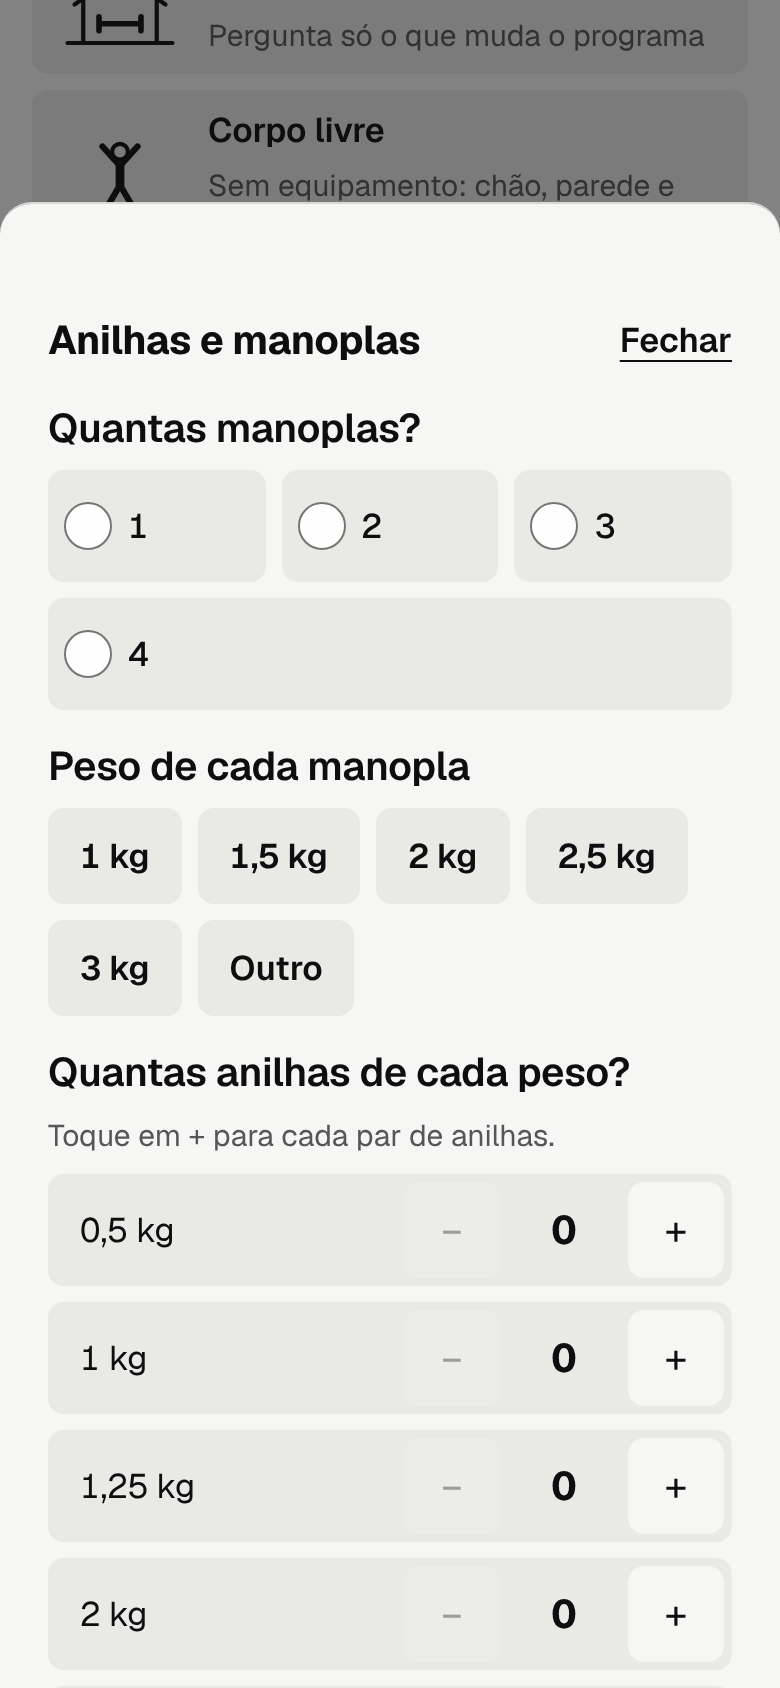 Pergunta só o que muda o programa
Corpo livre
Sem equipamento: chão, parede e
Anilhas e manoplas
Fechar
Quantas manoplas?
1
2
3
4
Peso de cada manopla
1 kg
1,5 kg
2 kg
2,5 kg
3 kg
Outro
Quantas anilhas de cada peso?
Toque em + para cada par de anilhas.
0,5 kg − 0 +
1 kg − 0 +
1,25 kg − 0 +
2 kg − 0 +